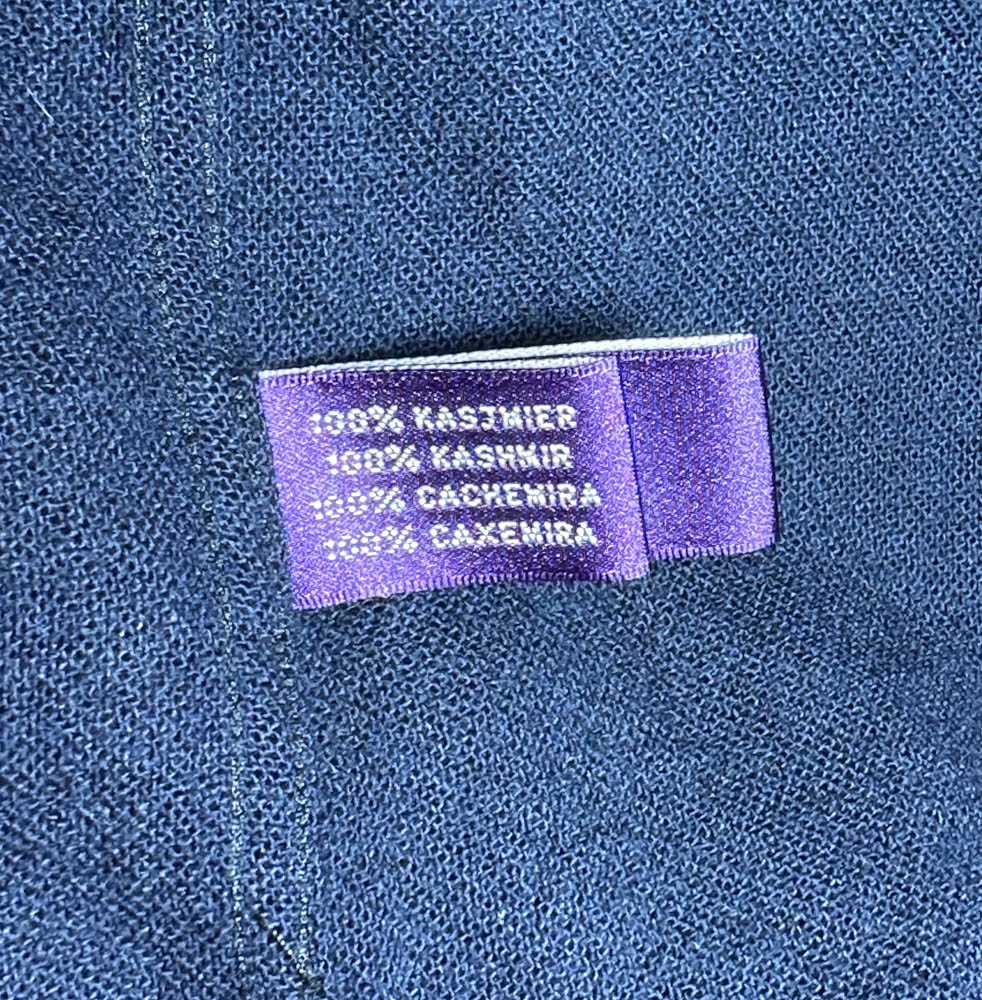 100% KASJMIER
100% KASHMIR
100% CACHEMIRA
100% CAXEMIRA